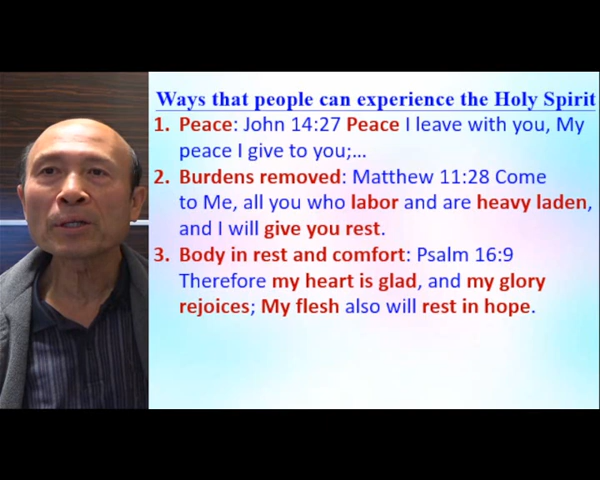 Ways that people can experience the Holy Spirit
1. Peace: John 14:27 Peace I leave with you, My
peace I give to you;...
2. Burdens removed: Matthew 11:28 Come
to Me, all you who labor and are heavy laden,
and I will give you rest.
3. Body in rest and comfort: Psalm 16:9
Therefore my heart is glad, and my glory
rejoices; My flesh also will rest in hope.